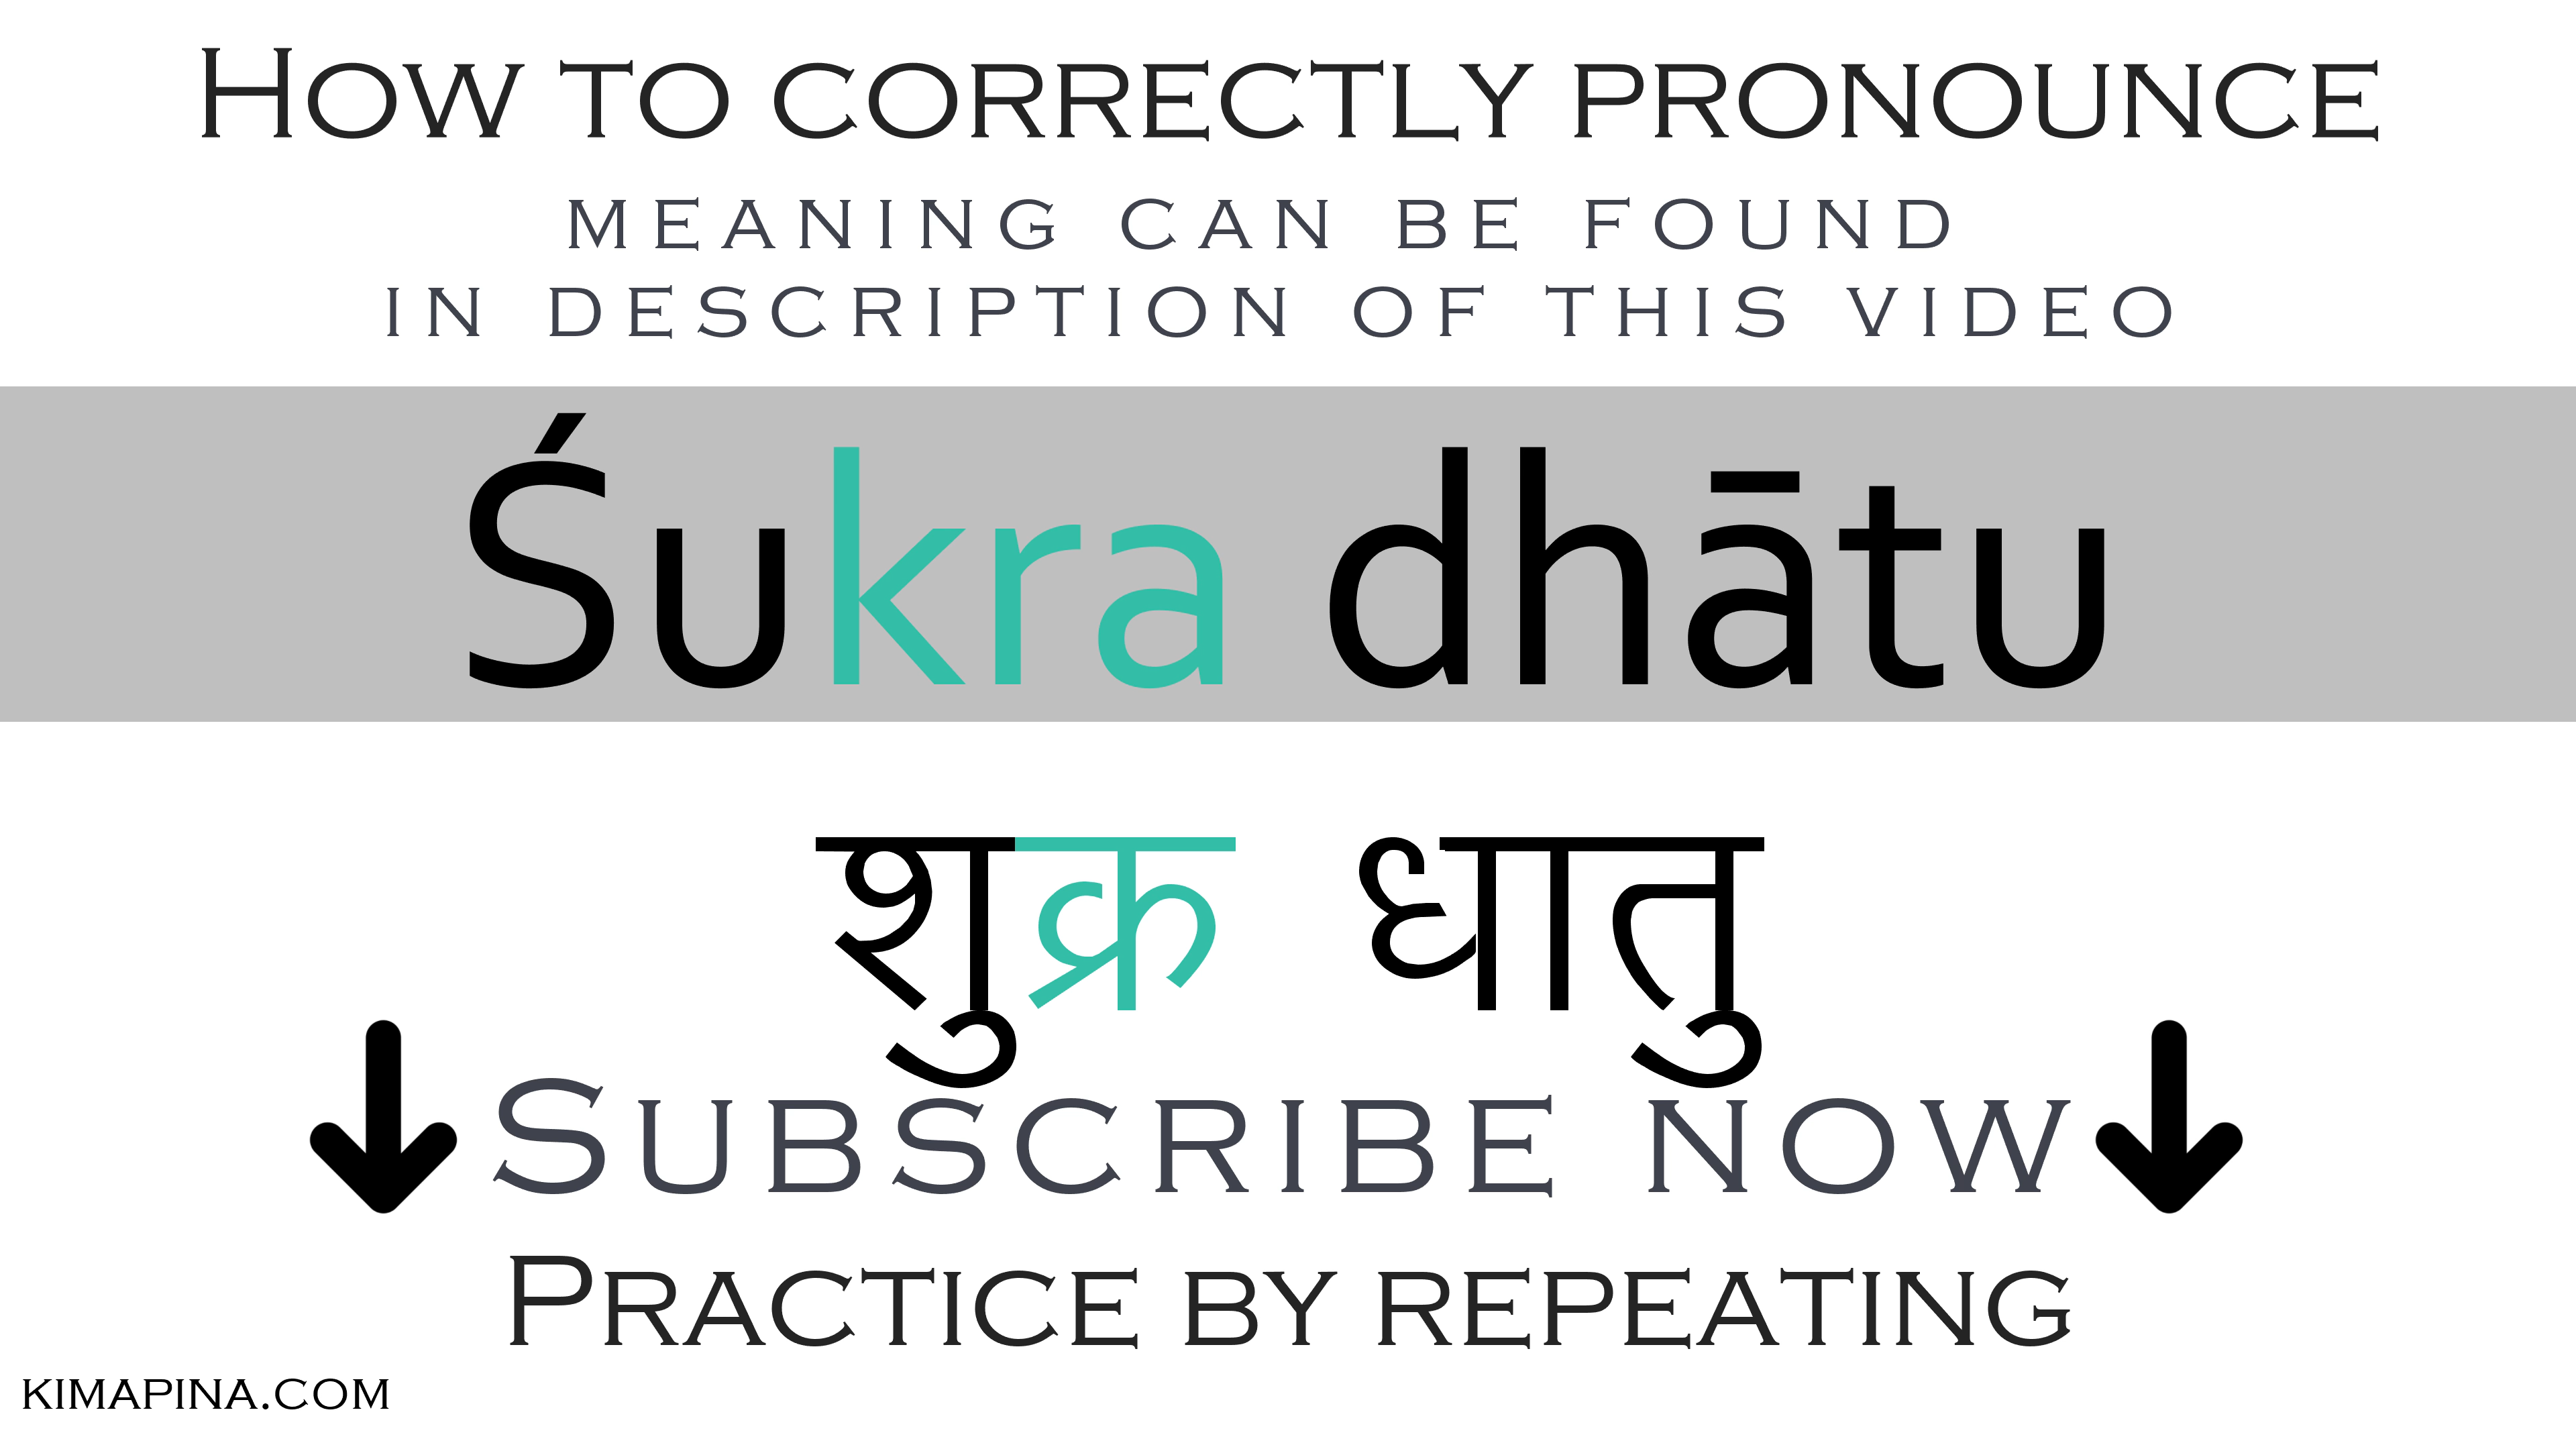 How to correctly pronounce
MEANING CAN BE FOUND
IN DESCRIPTION OF THIS VIDEO
Śukra dhātu
शुक्र धातु
Subscribe now
Practice by repeating
KIMAPINA.COM